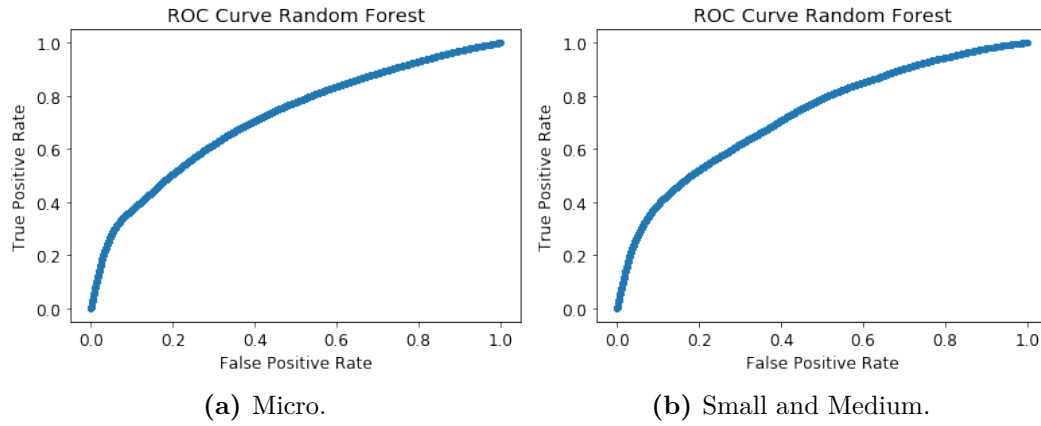 ROC Curve Random Forest
True Positive Rate
1.0
0.8
0.6
0.4
0.2
0.0
0.0 0.2 0.4 0.6 0.8 1.0
False Positive Rate
(a) Micro.
ROC Curve Random Forest
True Positive Rate
1.0
0.8
0.6
0.4
0.2
0.0
0.0 0.2 0.4 0.6 0.8 1.0
False Positive Rate
(b) Small and Medium.